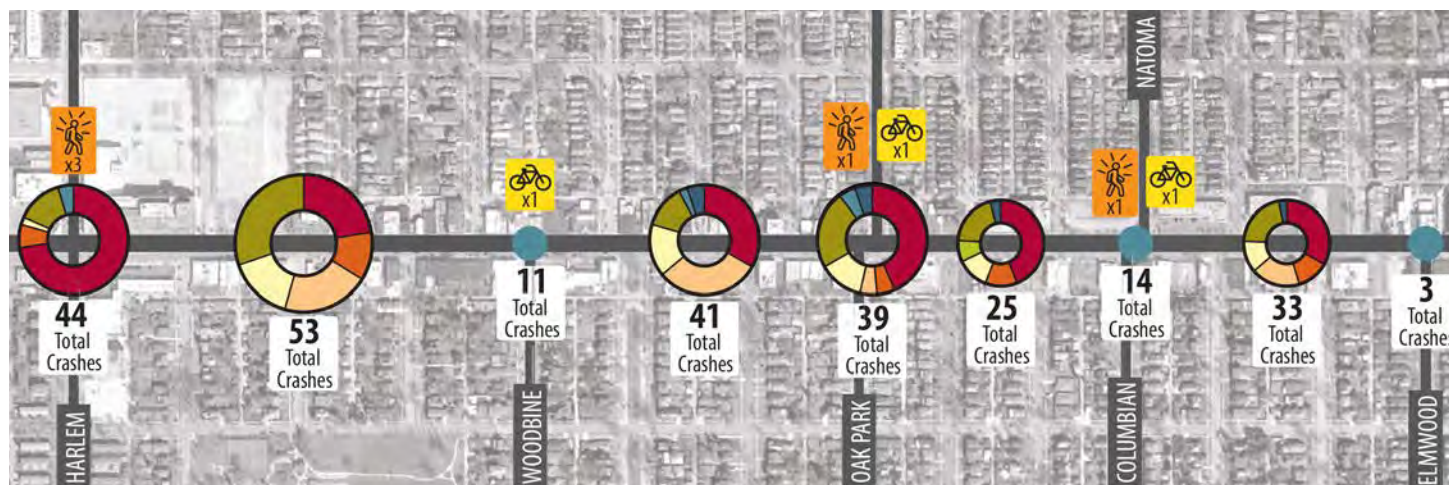 NATOMA
x3
x1
x1
x1
x1
x1
44
Total
Crashes
53
Total
Crashes
11
Total
Crashes
41
Total
Crashes
39
Total
Crashes
25
Total
Crashes
14
Total
Crashes
33
Total
Crashes
3
Total
Crashes
HARLEM
WOODBINE
OAK PARK
COLUMBIAN
ELMWOOD